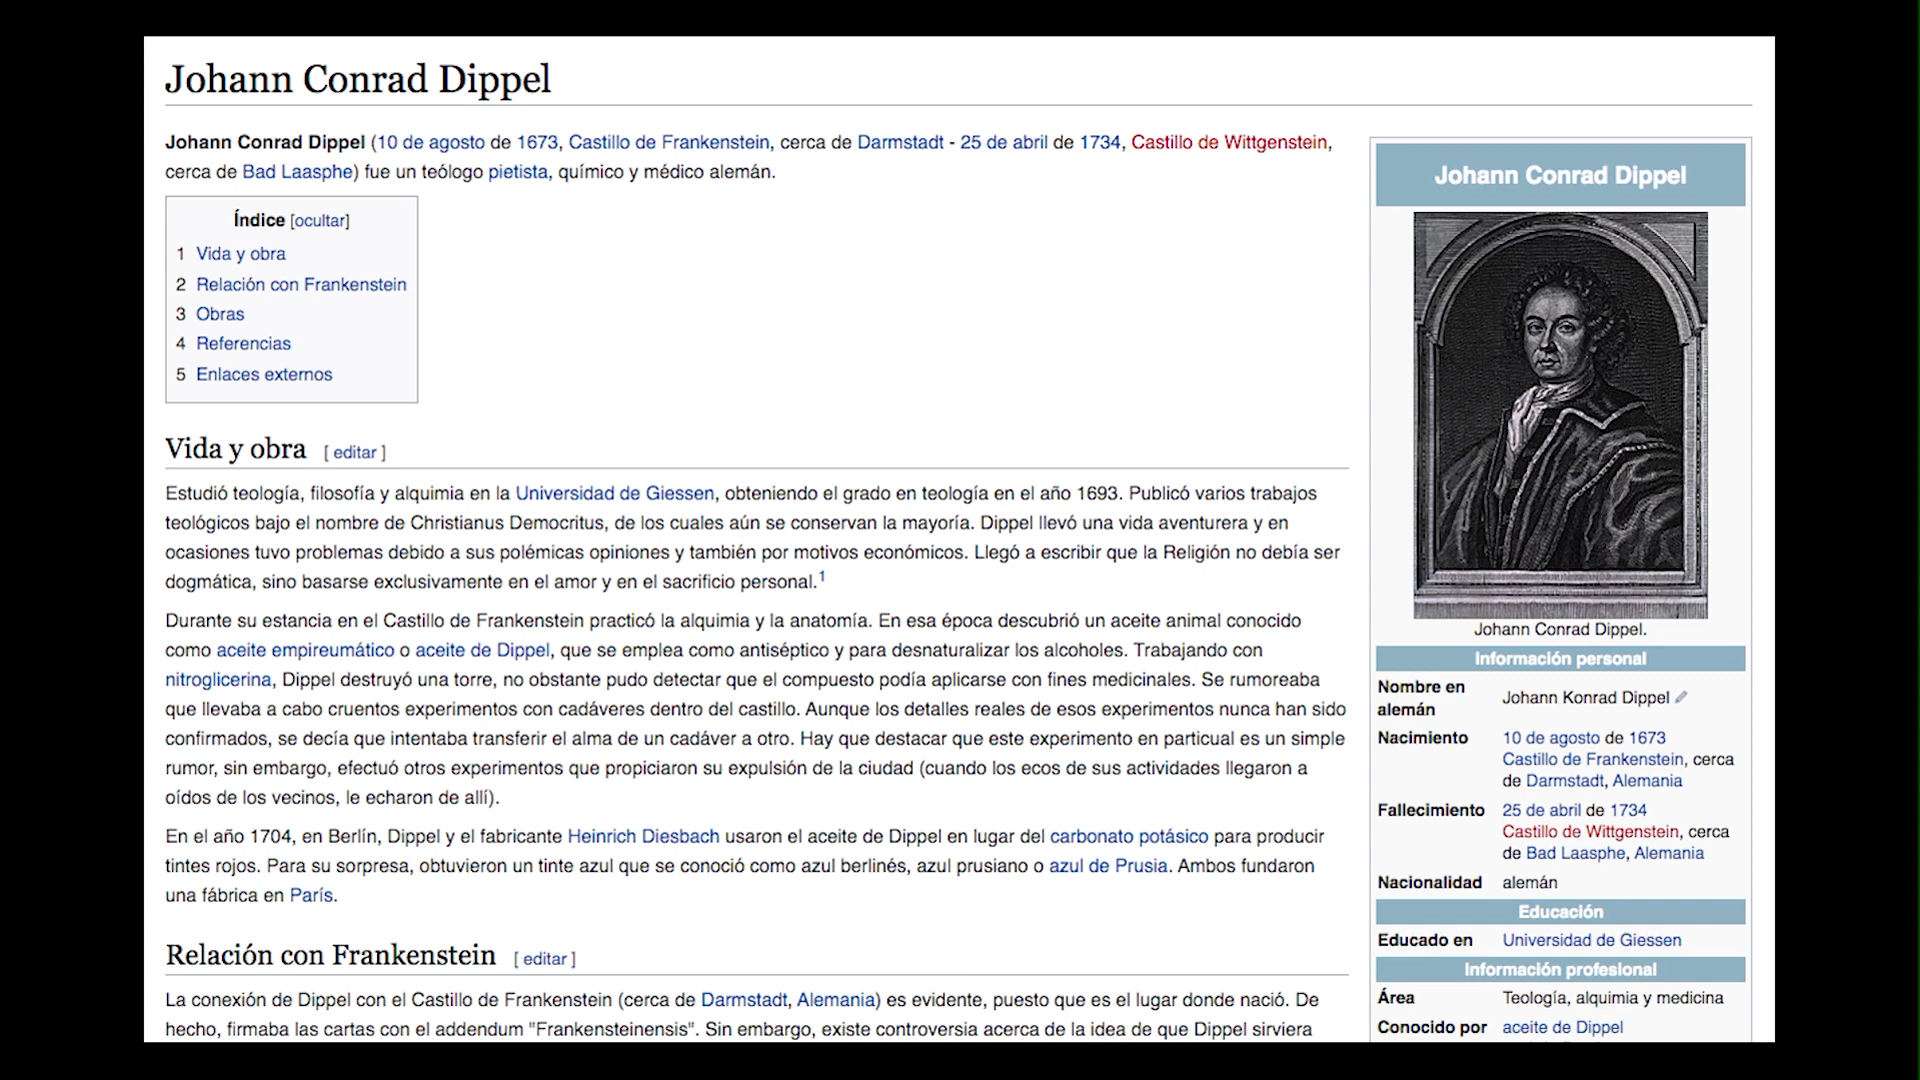 Johann Conrad Dippel
Johann Conrad Dippel (10 de agosto de 1673, Castillo de Frankenstein, cerca de Darmstadt - 25 de abril de 1734, Castillo de Wittgenstein,
cerca de Bad Laasphe) fue un teólogo pietista, químico y médico alemán.
Índice [ocultar]
1 Vida y obra
2 Relación con Frankenstein
3 Obras
4 Referencias
5 Enlaces externos
Vida y obra [ editar ]
Estudió teología, filosofía y alquimia en la Universidad de Giessen, obteniendo el grado en teología en el año 1693. Publicó varios trabajos
teológicos bajo el nombre de Christianus Democritus, de los cuales aún se conservan la mayoría. Dippel llevó una vida aventurera y en
ocasiones tuvo problemas debido a sus polémicas opiniones y también por motivos económicos. Llegó a escribir que la Religión no debía ser
dogmática, sino basarse exclusivamente en el amor y en el sacrificio personal.1
Durante su estancia en el Castillo de Frankenstein practicó la alquimia y la anatomía. En esa época descubrió un aceite animal conocido
como aceite empireumático o aceite de Dippel, que se emplea como antiséptico y para desnaturalizar los alcoholes. Trabajando con
nitroglicerina, Dippel destruyó una torre, no obstante pudo detectar que el compuesto podía aplicarse con fines medicinales. Se rumoreaba
que llevaba a cabo cruentos experimentos con cadáveres dentro del castillo. Aunque los detalles reales de esos experimentos nunca han sido
confirmados, se decía que intentaba transferir el alma de un cadáver a otro. Hay que destacar que este experimento en particual es un simple
rumor, sin embargo, efectuó otros experimentos que propiciaron su expulsión de la ciudad (cuando los ecos de sus actividades llegaron a
oídos de los vecinos, le echaron de allí).
En el año 1704, en Berlín, Dippel y el fabricante Heinrich Diesbach usaron el aceite de Dippel en lugar del carbonato potásico para producir
tintes rojos. Para su sorpresa, obtuvieron un tinte azul que se conoció como azul berlinés, azul prusiano o azul de Prusia. Ambos fundaron
una fábrica en París.
Relación con Frankenstein [ editar ]
La conexión de Dippel con el Castillo de Frankenstein (cerca de Darmstadt, Alemania) es evidente, puesto que es el lugar donde nació. De
hecho, firmaba las cartas con el addendum "Frankensteinensis". Sin embargo, existe controversia acerca de la idea de que Dippel sirviera
Johann Conrad Dippel
Johann Conrad Dippel.
Información personal
Nombre en alemán Johann Konrad Dippel
Nacimiento 10 de agosto de 1673
Castillo de Frankenstein, cerca
de Darmstadt, Alemania
Fallecimiento 25 de abril de 1734
Castillo de Wittgenstein, cerca
de Bad Laasphe, Alemania
Nacionalidad alemán
Educación
Educado en Universidad de Giessen
Información profesional
Área Teología, alquimia y medicina
Conocido por aceite de Dippel